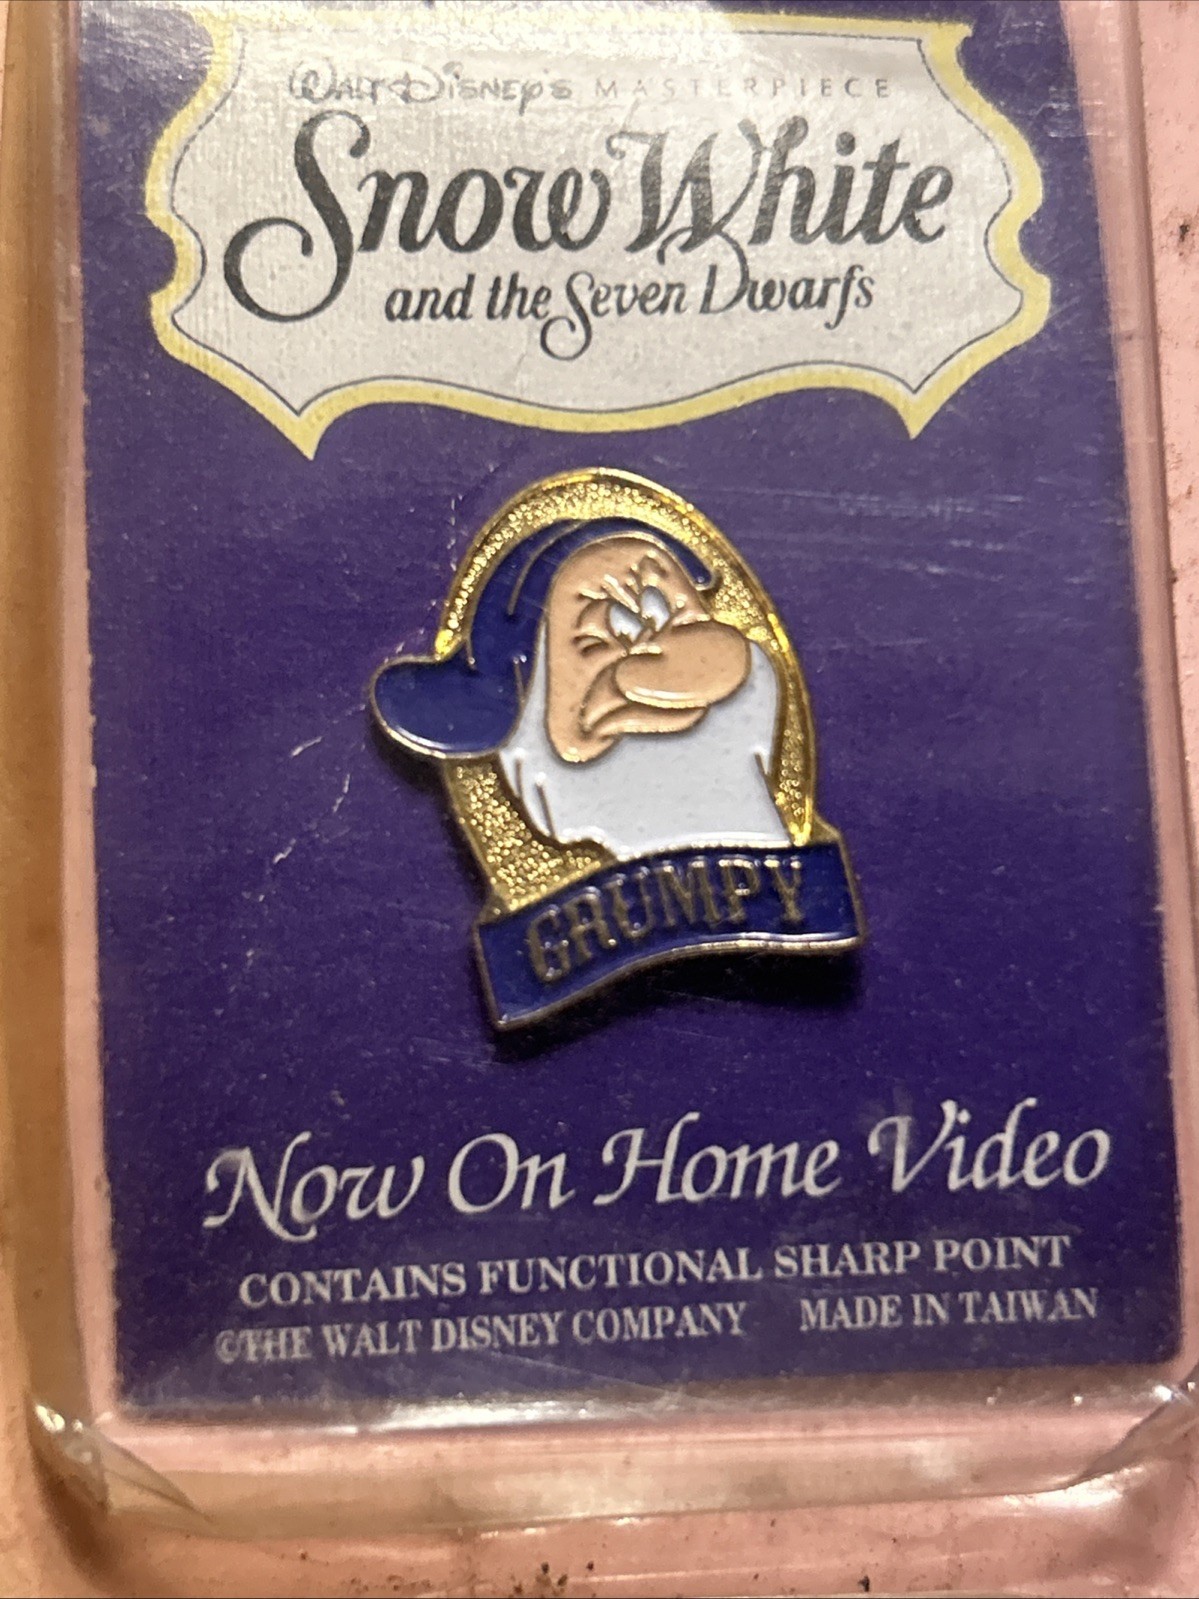 Walt Disney's MASTERPIECE
Snow White
and the Seven Dwarfs
GRUMPY
Now On Home Video
CONTAINS FUNCTIONAL SHARP POINT
©THE WALT DISNEY COMPANY MADE IN TAIWAN